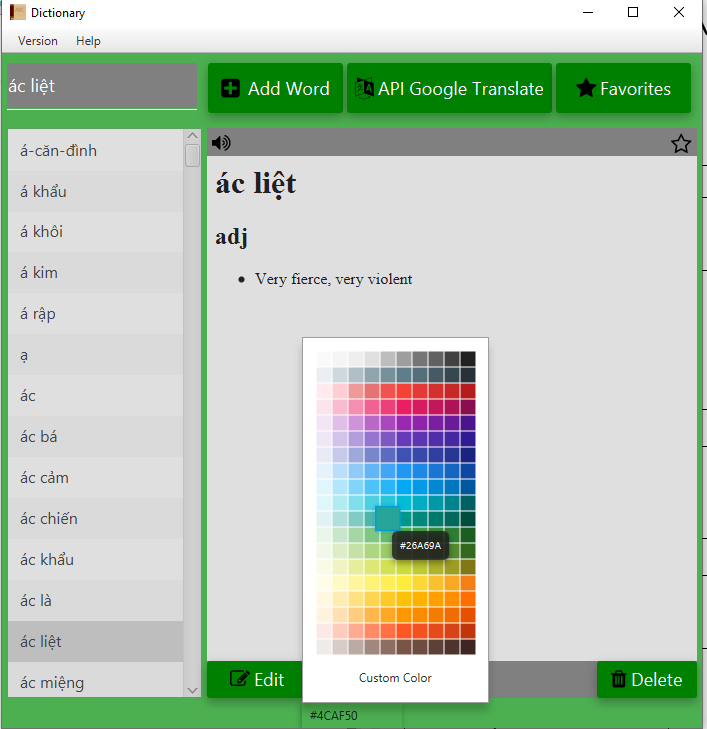 Dictionary
Version Help
ác liệt
Add Word
API Google Translate
Favorites
á-căn-đình
á khẩu
á khôi
á kim
á rập
ạ
ác
ác bá
ác cảm
ác chiến
ác khẩu
ác là
ác liệt
ác miệng
ác liệt
adj
• Very fierce, very violent
#26A69A
Custom Color
Edit
Delete
#4CAF50